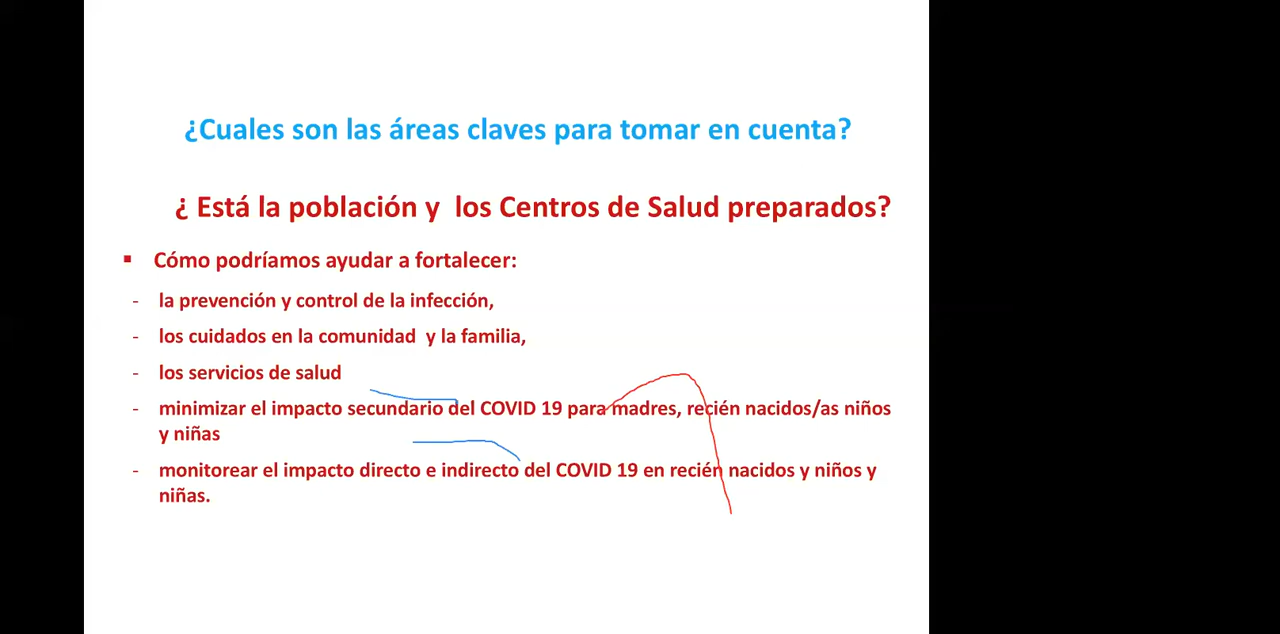 ¿Cuales son las áreas claves para tomar en cuenta?
¿ Está la población y los Centros de Salud preparados?
▪ Cómo podríamos ayudar a fortalecer:
- la prevención y control de la infección,
- los cuidados en la comunidad y la familia,
- los servicios de salud
- minimizar el impacto secundario del COVID 19 para madres, recién nacidos/as niños
y niñas
- monitorear el impacto directo e indirecto del COVID 19 en recién nacidos y niños y
niñas.